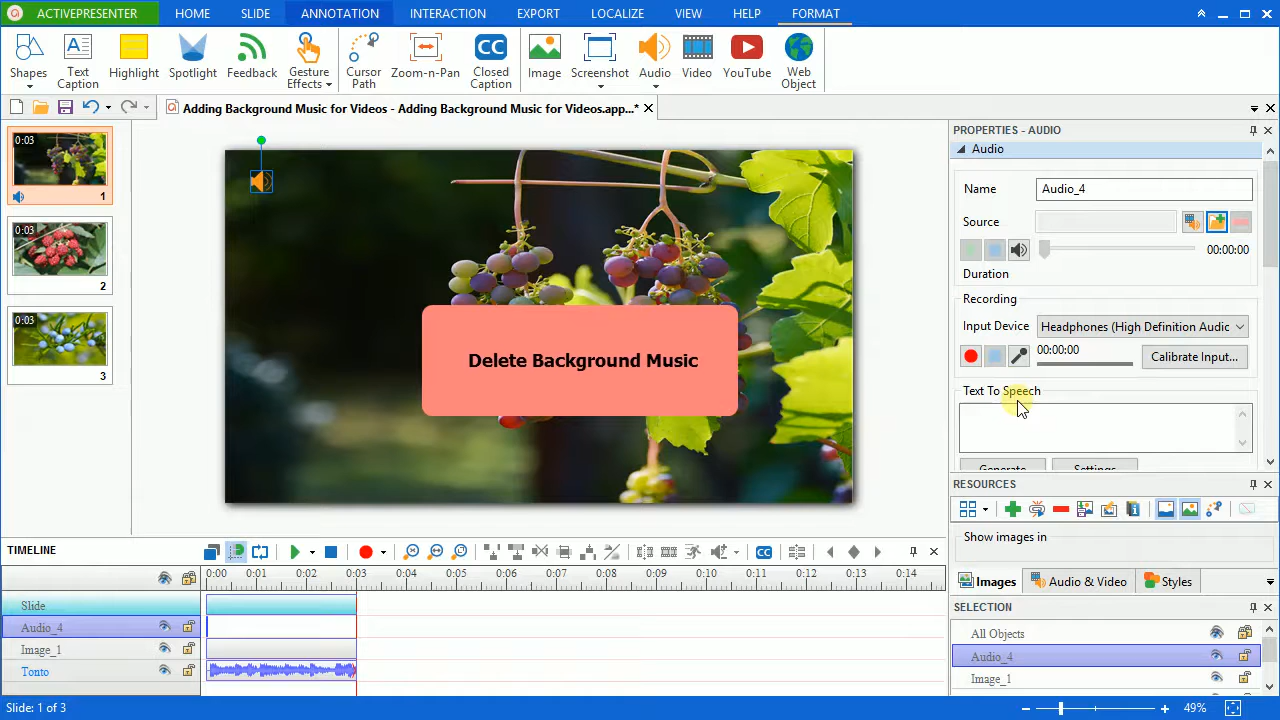 ACTIVEPRESENTER HOME SLIDE ANNOTATION INTERACTION EXPORT LOCALIZE VIEW HELP FORMAT
Shapes
Text
Caption
Highlight
Spotlight
Feedback
Gesture
Effects
Cursor
Path
Zoom-n-Pan
Closed
Caption
Image
Screenshot
Audio
Video
YouTube
Web
Object
Adding Background Music for Videos - Adding Background Music for Videos.app...*
0:03
1
0:03
2
0:03
3
Delete Background Music
PROPERTIES - AUDIO
Audio
Name Audio_4
Source
00:00:00
Duration
Recording
Input Device Headphones (High Definition Audic
00:00:00
Calibrate Input...
Text To Speech
Generate Settings
RESOURCES
Show images in
Images Audio & Video Styles
SELECTION
All Objects
Audio_4
Image_1
TIMELINE
0:00 0:01 0:02 0:03 0:04 0:05 0:06 0:07 0:08 0:09 0:10 0:11 0:12 0:13 0:14
Slide
Audio_4
Image_1
Tonto
Slide: 1 of 3
49%